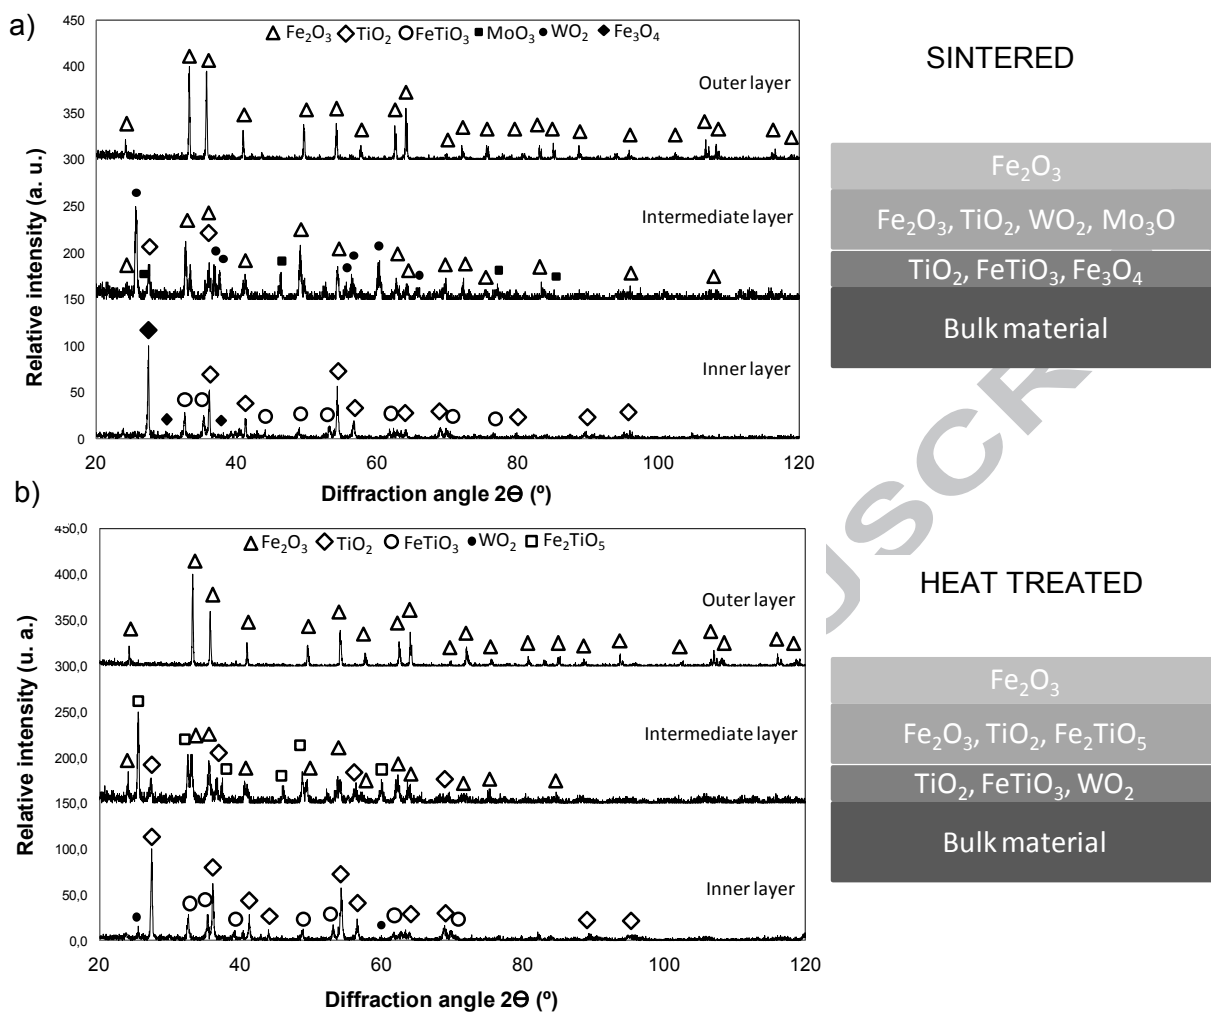 a)
450
400
350
300
250
200
150
100
50
0
Relative intensity (a. u.)
Fe₂O₃ TiO₂ FeTiO₃ MoO₃ WO₂ Fe₃O₄
Outer layer
Intermediate layer
Inner layer
20 40 60 80 100 120
Diffraction angle 2Θ (º)
SINTERED
Fe₂O₃
Fe₂O₃, TiO₂, WO₂, Mo₃O
TiO₂, FeTiO₃, Fe₃O₄
Bulk material
b)
450,0
400,0
350,0
300,0
250,0
200,0
150,0
100,0
50,0
0,0
Relative intensity (u. a.)
Fe₂O₃ TiO₂ FeTiO₃ WO₂ Fe₂TiO₅
Outer layer
Intermediate layer
Inner layer
20 40 60 80 100 120
Diffraction angle 2Θ (º)
HEAT TREATED
Fe₂O₃
Fe₂O₃, TiO₂, Fe₂TiO₅
TiO₂, FeTiO₃, WO₂
Bulk material
USCR